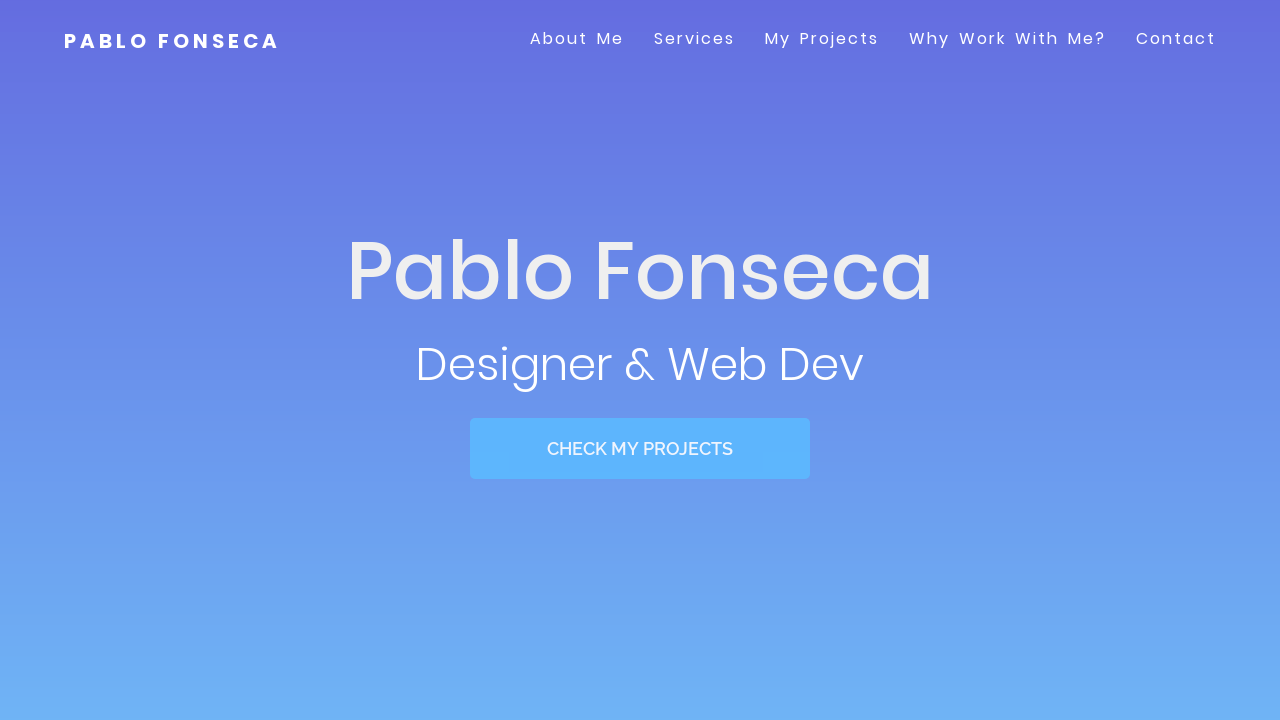 PABLO FONSECA
About Me Services My Projects Why Work With Me? Contact
Pablo Fonseca
Designer & Web Dev
CHECK MY PROJECTS